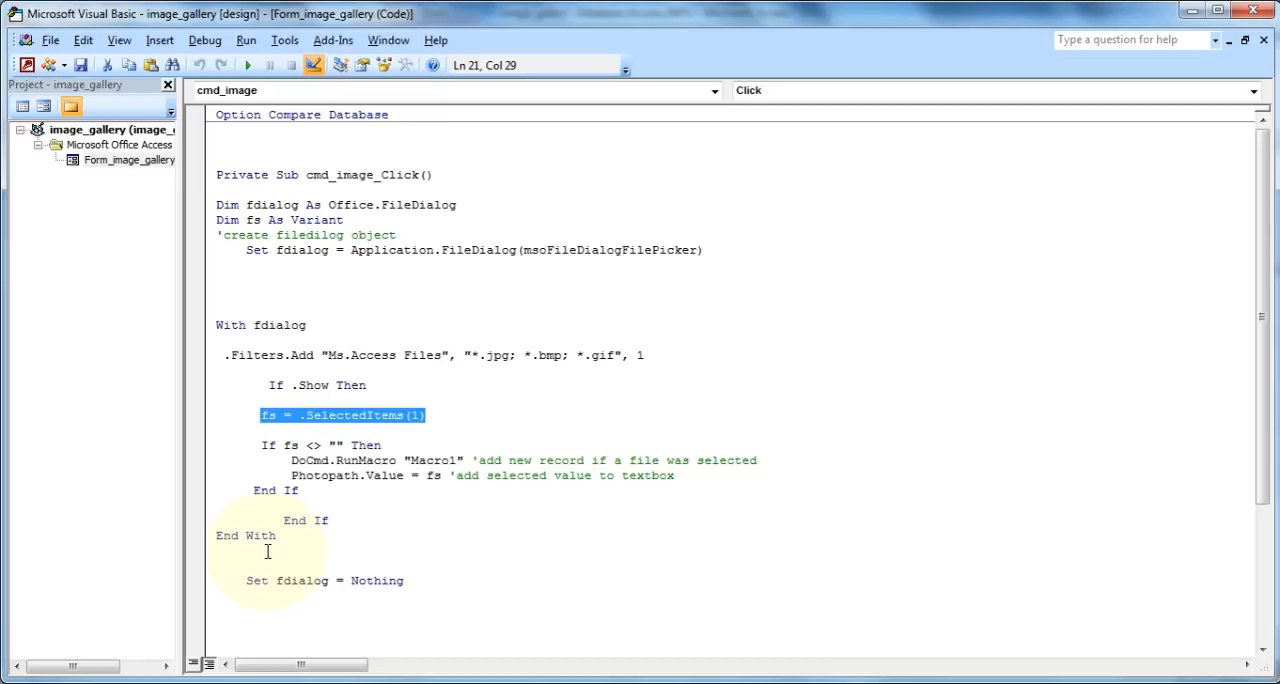 Microsoft Visual Basic - image_gallery [design] - [Form_image_gallery (Code)]
File Edit View Insert Debug Run Tools Add-Ins Window Help
Type a question for help
Ln 21, Col 29
Project - image_gallery
cmd_image
Click
image_gallery (image_
Microsoft Office Access
Form_image_gallery
Option Compare Database
Private Sub cmd_image_Click()
Dim fdialog As Office.FileDialog
Dim fs As Variant
'create filedilog object
Set fdialog = Application.FileDialog(msoFileDialogFilePicker)
With fdialog
.Filters.Add "Ms.Access Files", "*.jpg; *.bmp; *.gif", 1
If .Show Then
fs = .SelectedItems(1)
If fs <> "" Then
DoCmd.RunMacro "Macro1" 'add new record if a file was selected
Photopath.Value = fs 'add selected value to textbox
End If
End If
End With
Set fdialog = Nothing